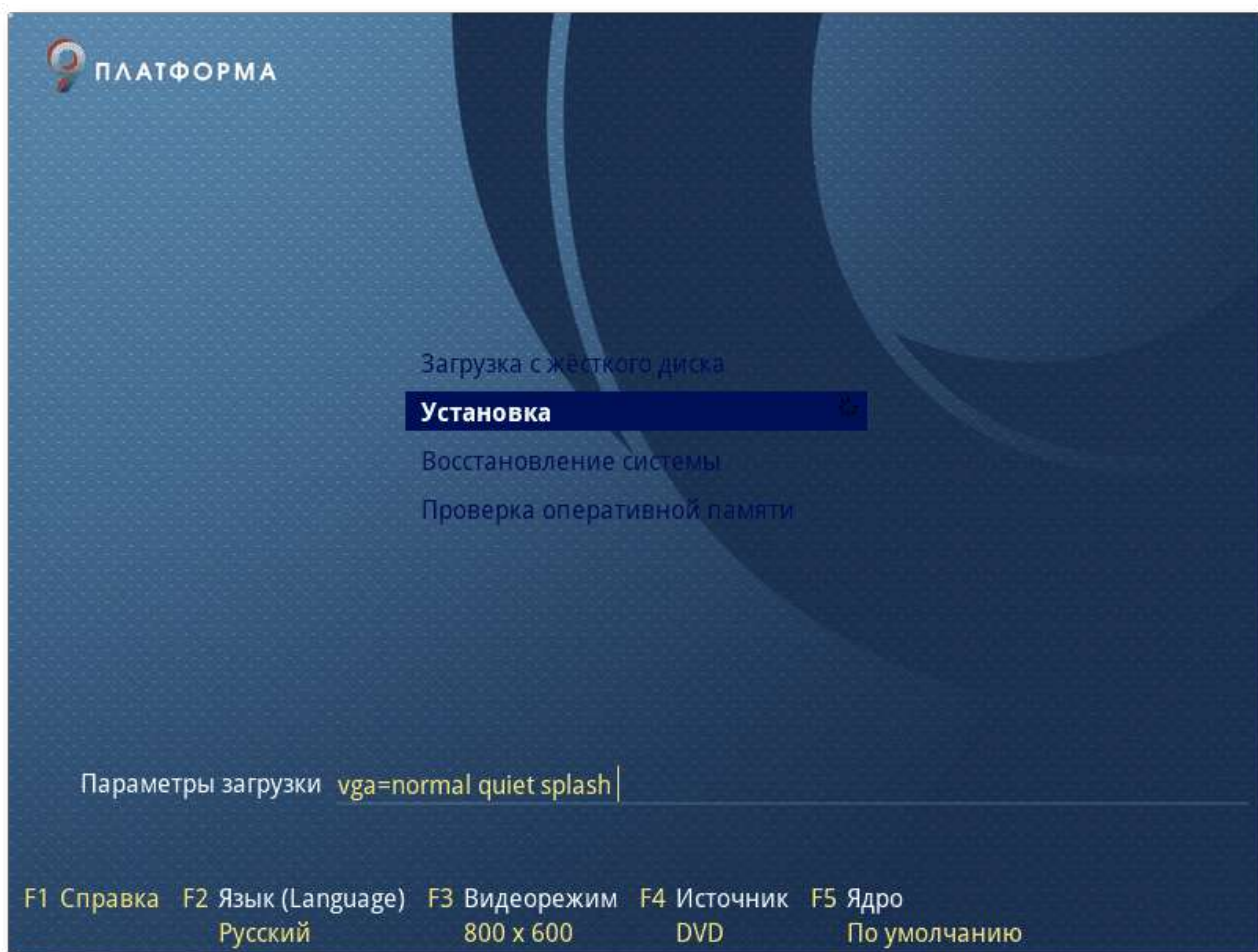 ПЛАТФОРМА
Загрузка с жёсткого диска
Установка
Восстановление системы
Проверка оперативной памяти
Параметры загрузки vga=normal quiet splash
F1 Справка F2 Язык (Language) F3 Видеорежим F4 Источник F5 Ядро
Русский 800 x 600 DVD По умолчанию